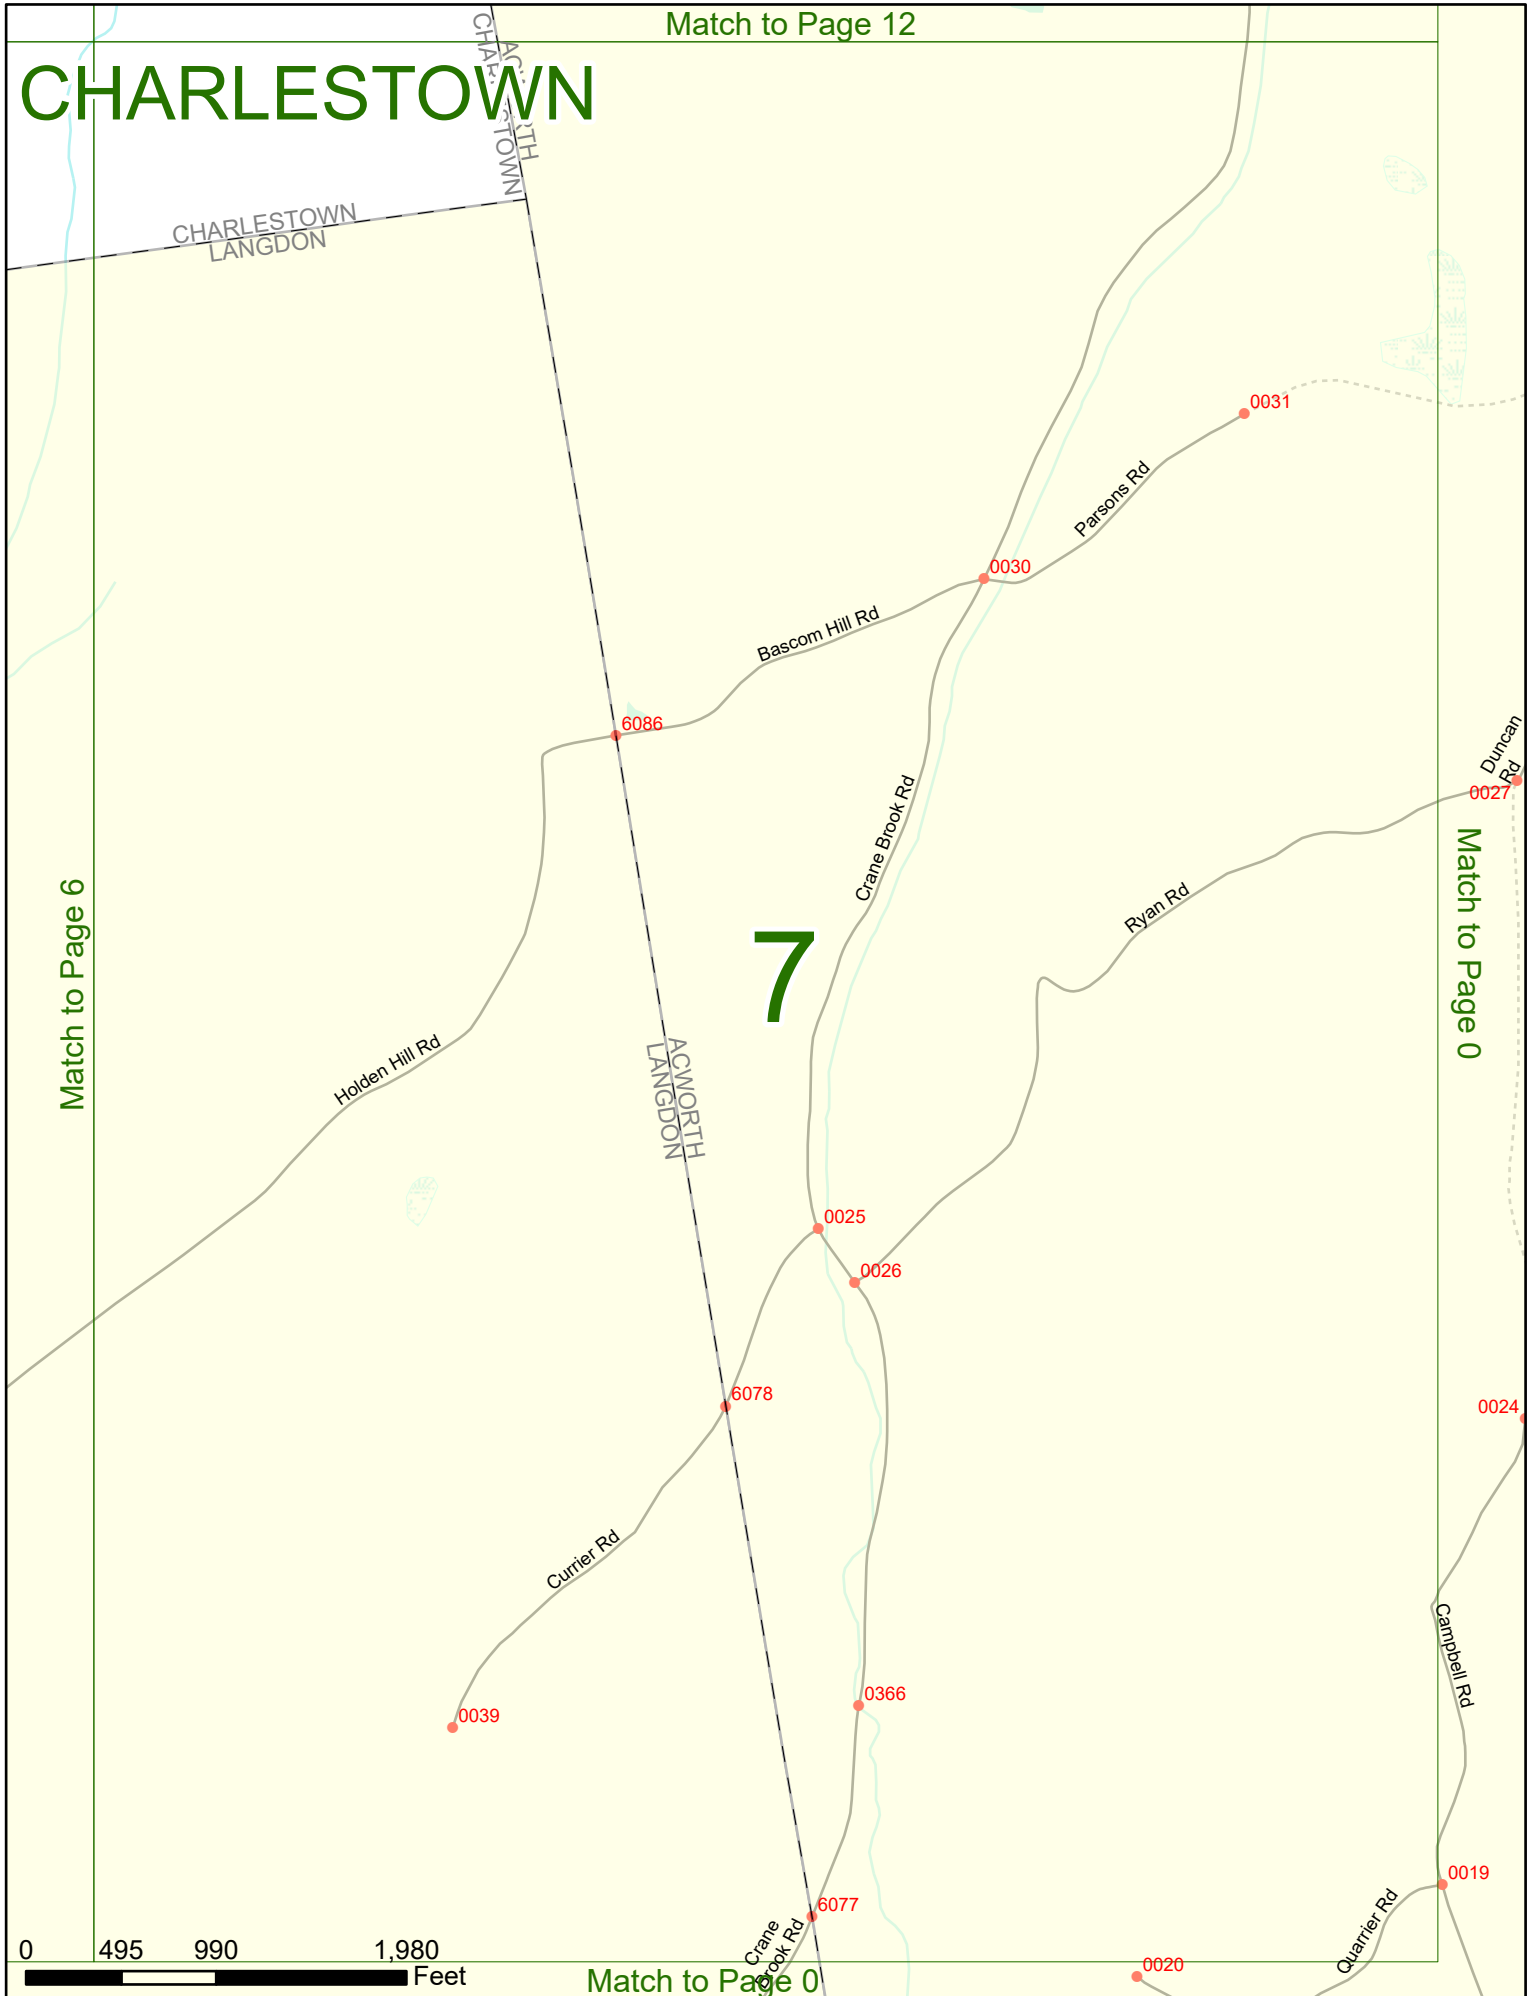 Match to Page 12
CHARLESTOWN
ACWORTH
CHARLESTOWN
CHARLESTOWN
LANGDON
0031
Parsons Rd
0030
Bascom Hill Rd
6086
Duncan
Rd
0027
Crane Brook Rd
Ryan Rd
Match to Page 6
7
Match to Page 0
Holden Hill Rd
ACWORTH
LANGDON
0025
0026
6078
0024
Currier Rd
Campbell Rd
0366
0039
0019
6077
Crane
Brook Rd
Quarrier Rd
0020
0 495 990 1,980
Feet
Match to Page 0